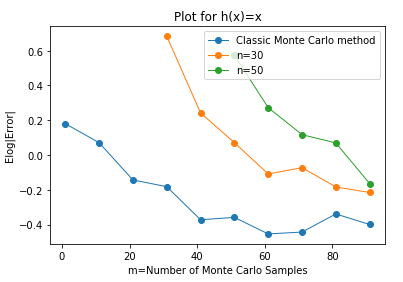 Plot for h(x)=x
Classic Monte Carlo method
n=30
n=50
Elog|Error|
0.6
0.4
0.2
0.0
−0.2
−0.4
0 20 40 60 80
m=Number of Monte Carlo Samples